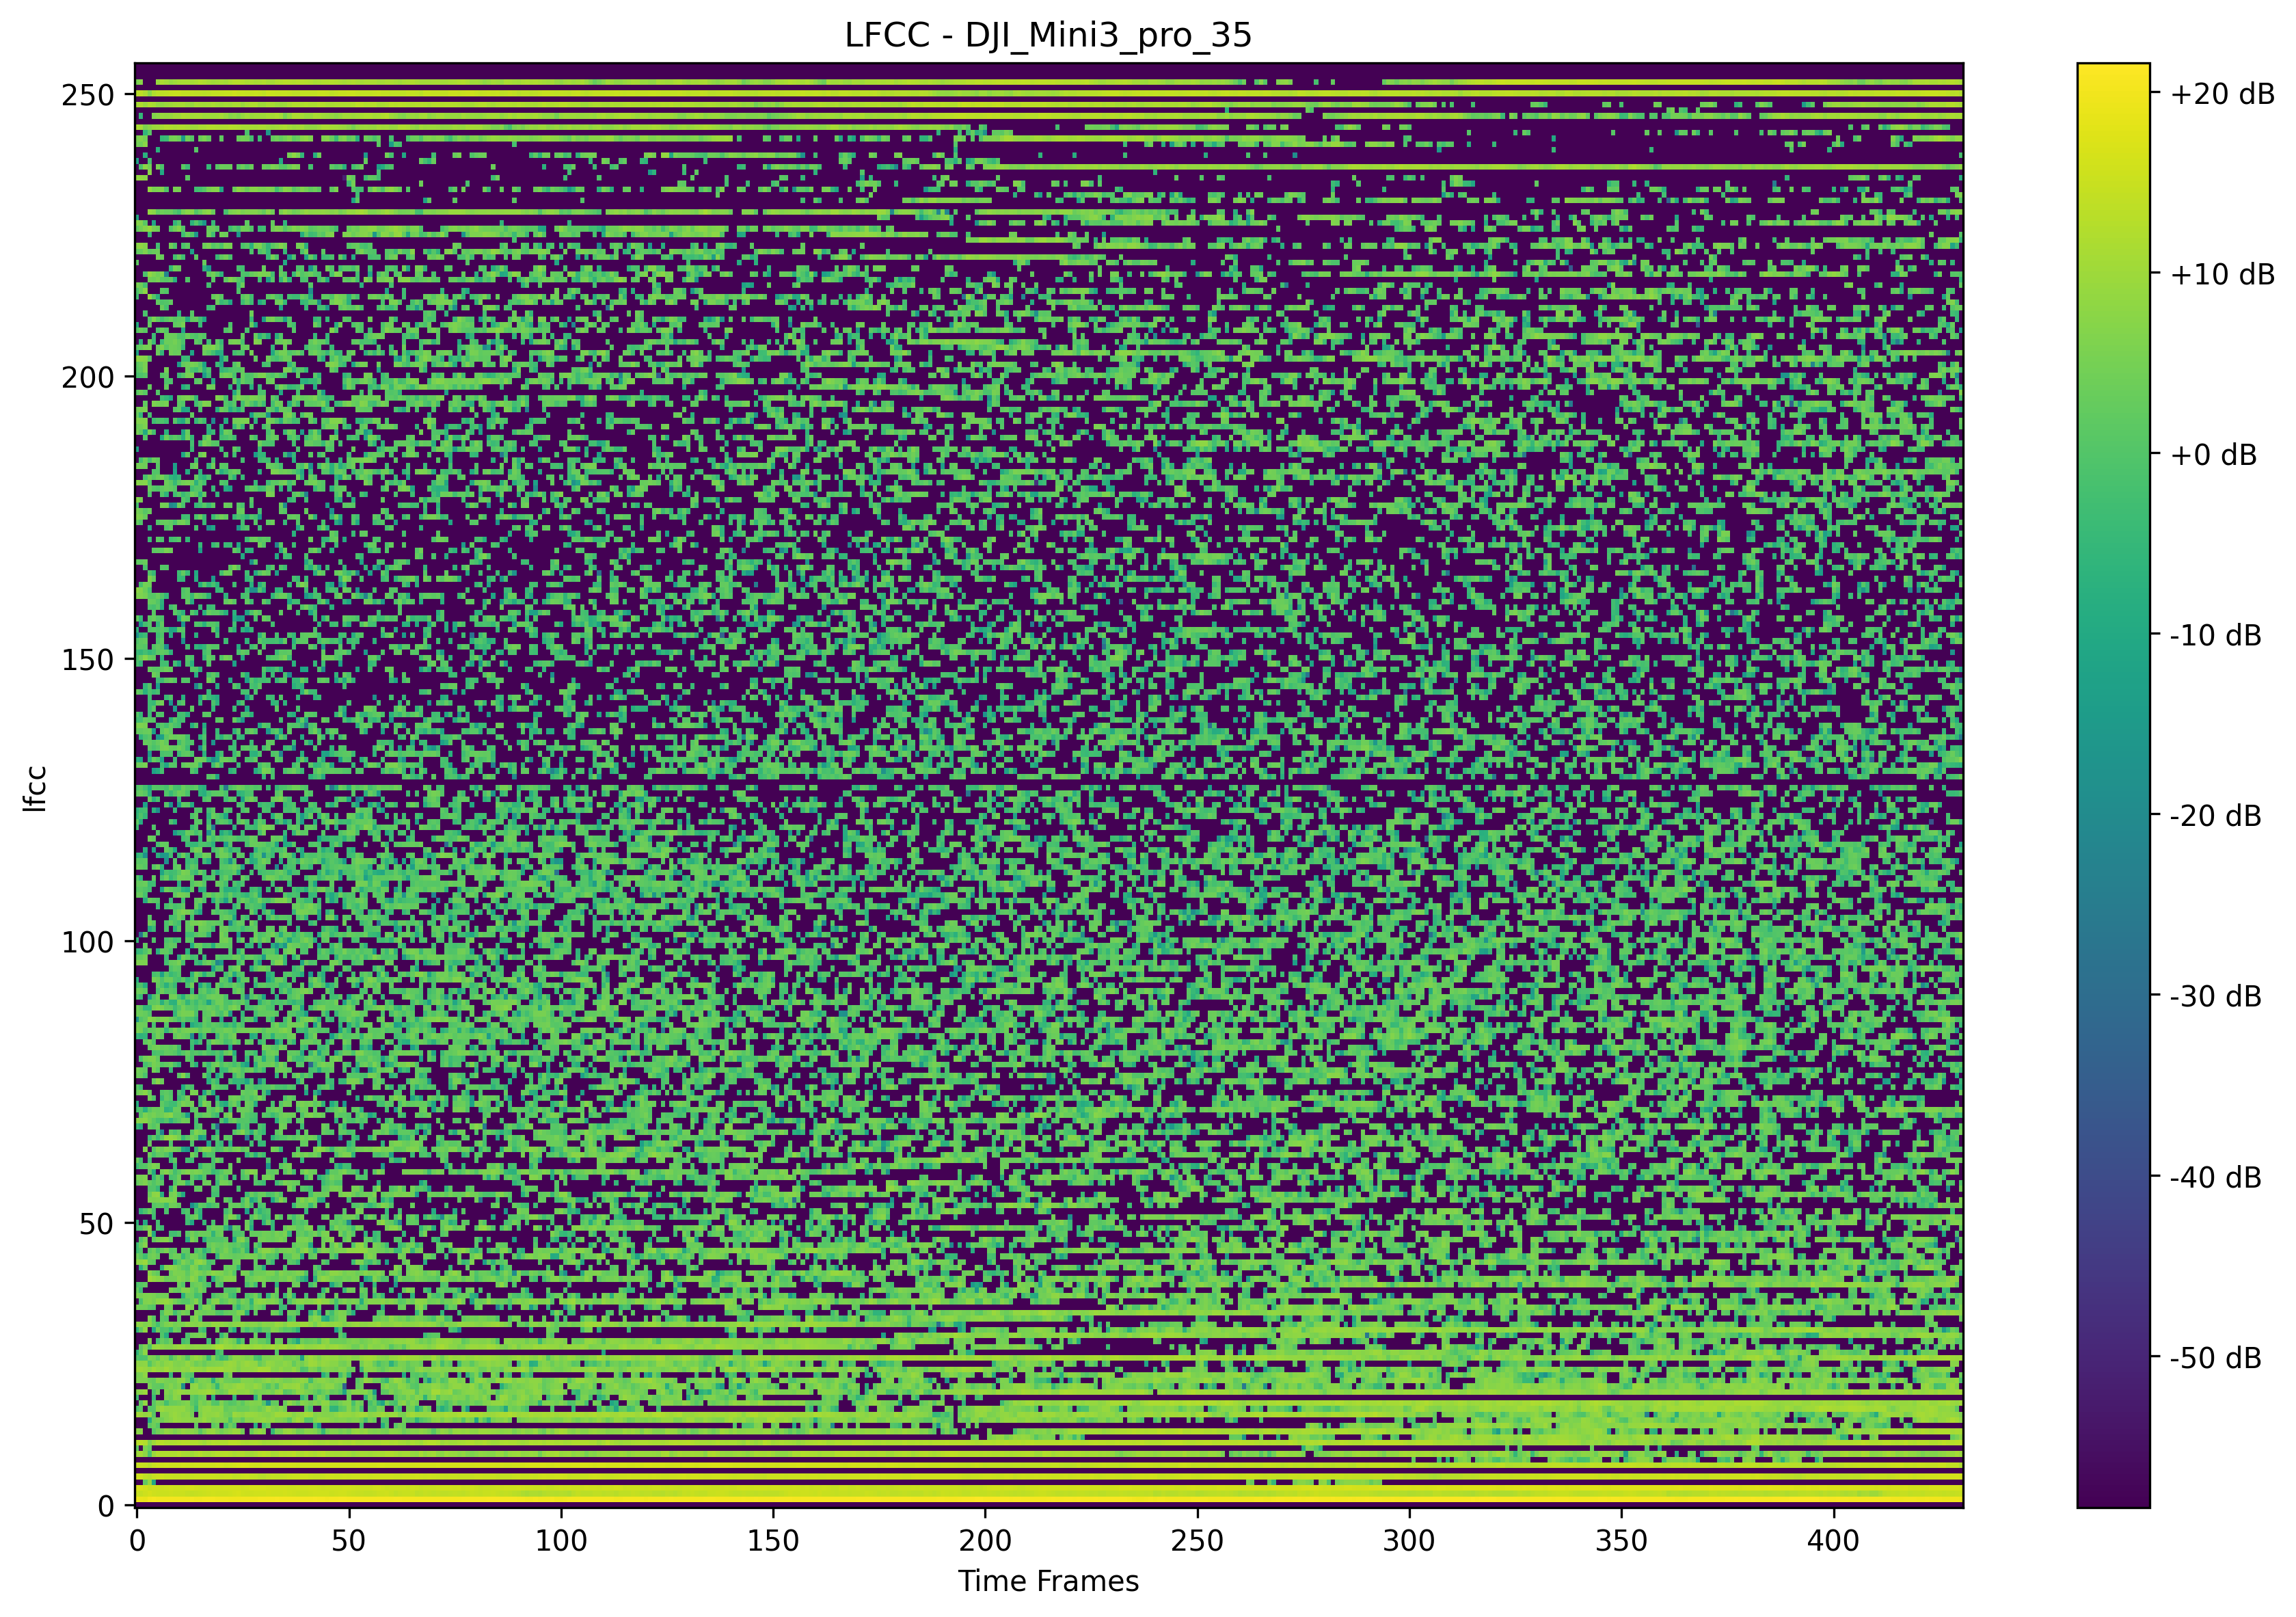 LFCC - DJI_Mini3_pro_35
250
200
150
100
50
0
lfcc
0 50 100 150 200 250 300 350 400
Time Frames
+20 dB
+10 dB
+0 dB
-10 dB
-20 dB
-30 dB
-40 dB
-50 dB